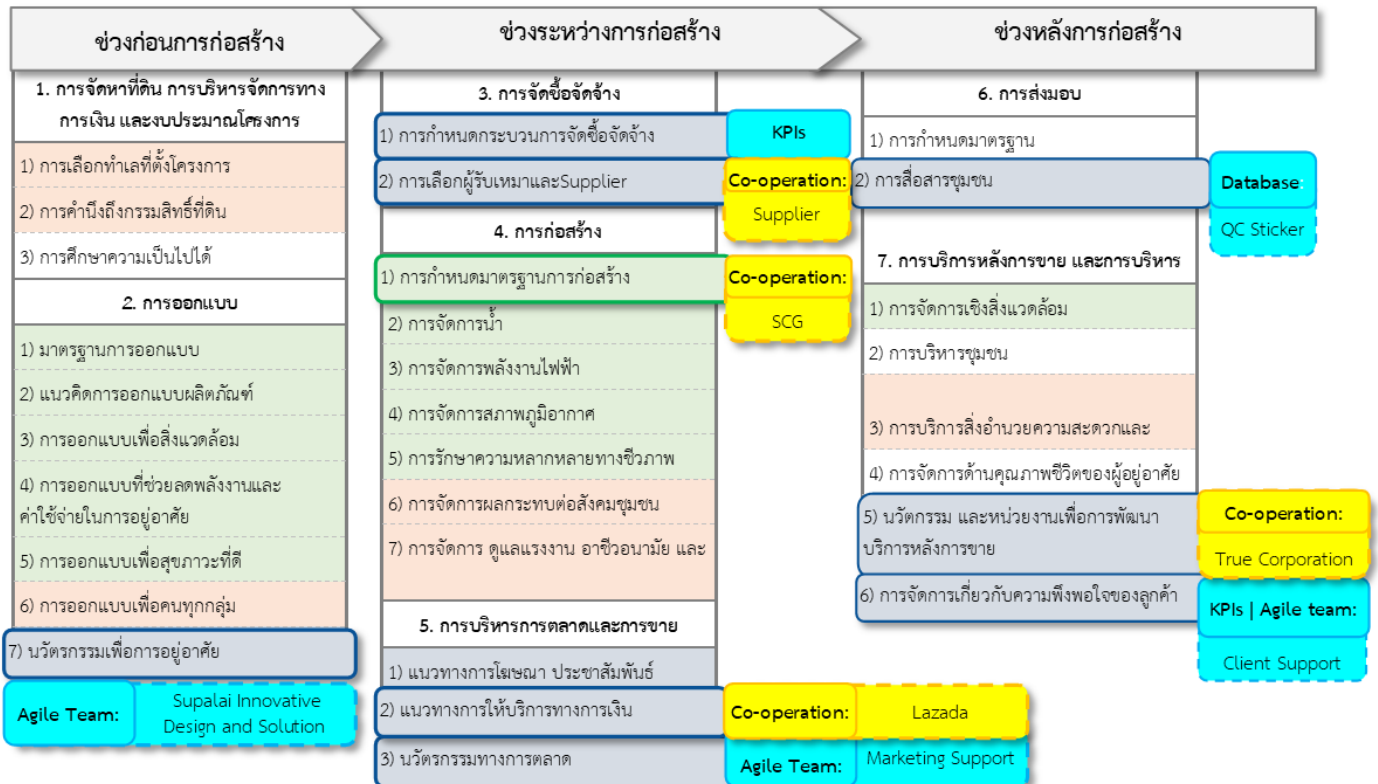 ช่วงก่อนการก่อสร้าง
ช่วงระหว่างการก่อสร้าง
ช่วงหลังการก่อสร้าง
1. การจัดหาที่ดิน การบริหารจัดการทาง
การเงิน และงบประมาณโครงการ
1) การเลือกทำเลที่ตั้งโครงการ
2) การคำนึงถึงกรรมสิทธิ์ที่ดิน
3) การศึกษาความเป็นไปได้
2. การออกแบบ
1) มาตรฐานการออกแบบ
2) แนวคิดการออกแบบผลิตภัณฑ์
3) การออกแบบเพื่อสิ่งแวดล้อม
4) การออกแบบที่ช่วยลดพลังงานและ
ค่าใช้จ่ายในการอยู่อาศัย
5) การออกแบบเพื่อสุขภาวะที่ดี
6) การออกแบบเพื่อคนทุกกลุ่ม
7) นวัตรกรรมเพื่อการอยู่อาศัย
Agile Team:
Supalai Innovative
Design and Solution
3. การจัดซื้อจัดจ้าง
1) การกำหนดกระบวนการจัดซื้อจัดจ้าง
KPIs
2) การเลือกผู้รับเหมาและSupplier
Co-operation:
Supplier
4. การก่อสร้าง
1) การกำหนดมาตรฐานการก่อสร้าง
Co-operation:
SCG
2) การจัดการน้ำ
3) การจัดการพลังงานไฟฟ้า
4) การจัดการสภาพภูมิอากาศ
5) การรักษาความหลากหลายทางชีวภาพ
6) การจัดการผลกระทบต่อสังคมชุมชน
7) การจัดการ ดูแลแรงงาน อาชีวอนามัย และ
5. การบริหารการตลาดและการขาย
1) แนวทางการโฆษณา ประชาสัมพันธ์
2) แนวทางการให้บริการทางการเงิน
Co-operation:
Lazada
3) นวัตรกรรมทางการตลาด
Agile Team:
Marketing Support
6. การส่งมอบ
1) การกำหนดมาตรฐาน
2) การสื่อสารชุมชน
Database:
QC Sticker
7. การบริการหลังการขาย และการบริหาร
1) การจัดการเชิงสิ่งแวดล้อม
2) การบริหารชุมชน
3) การบริการสิ่งอำนวยความสะดวกและ
4) การจัดการด้านคุณภาพชีวิตของผู้อยู่อาศัย
5) นวัตกรรม และหน่วยงานเพื่อการพัฒนา
บริการหลังการขาย
Co-operation:
True Corporation
6) การจัดการเกี่ยวกับความพึงพอใจของลูกค้า
KPIs | Agile team:
Client Support